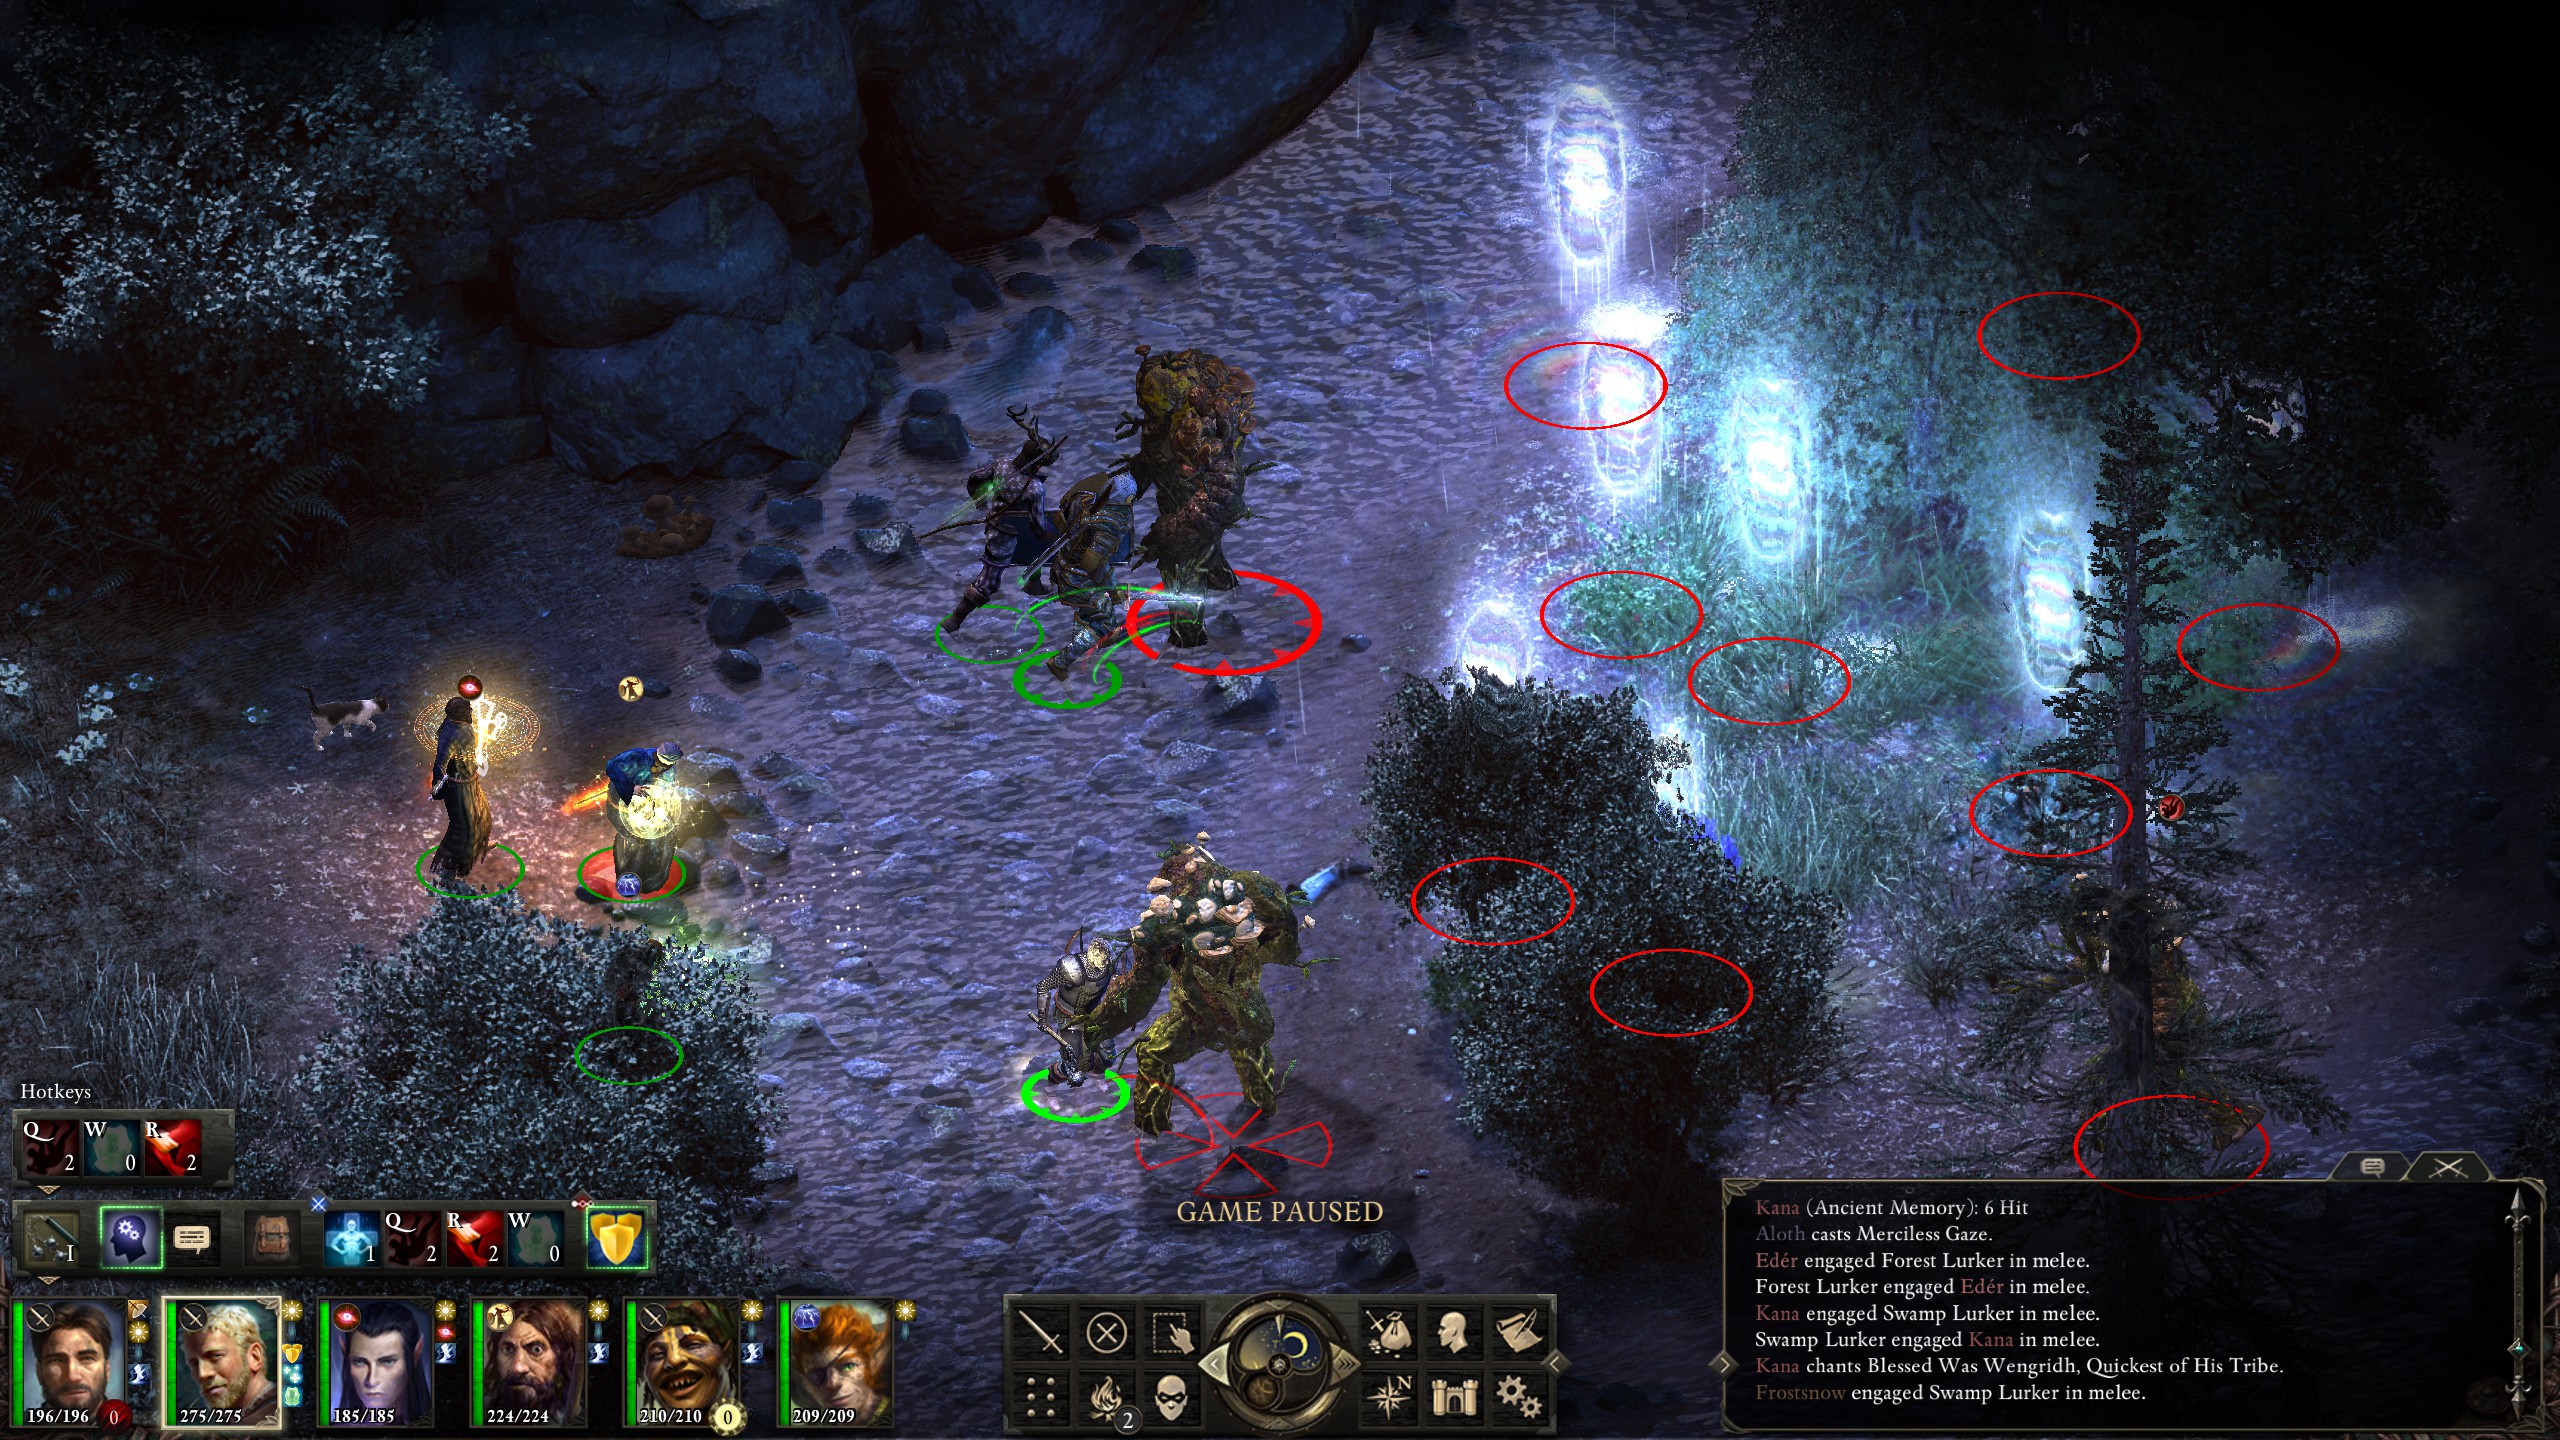 Hotkeys
Q 2 W 0 R 2
I 1 Q 2 R 2 W 0
196/196 0 275/275 185/185 224/224 210/210 0 209/209
GAME PAUSED
N
2
Kana (Ancient Memory): 6 Hit
Aloth casts Merciless Gaze.
Edér engaged Forest Lurker in melee.
Forest Lurker engaged Edér in melee.
Kana engaged Swamp Lurker in melee.
Swamp Lurker engaged Kana in melee.
Kana chants Blessed Was Wengridh, Quickest of His Tribe.
Frostsnow engaged Swamp Lurker in melee.